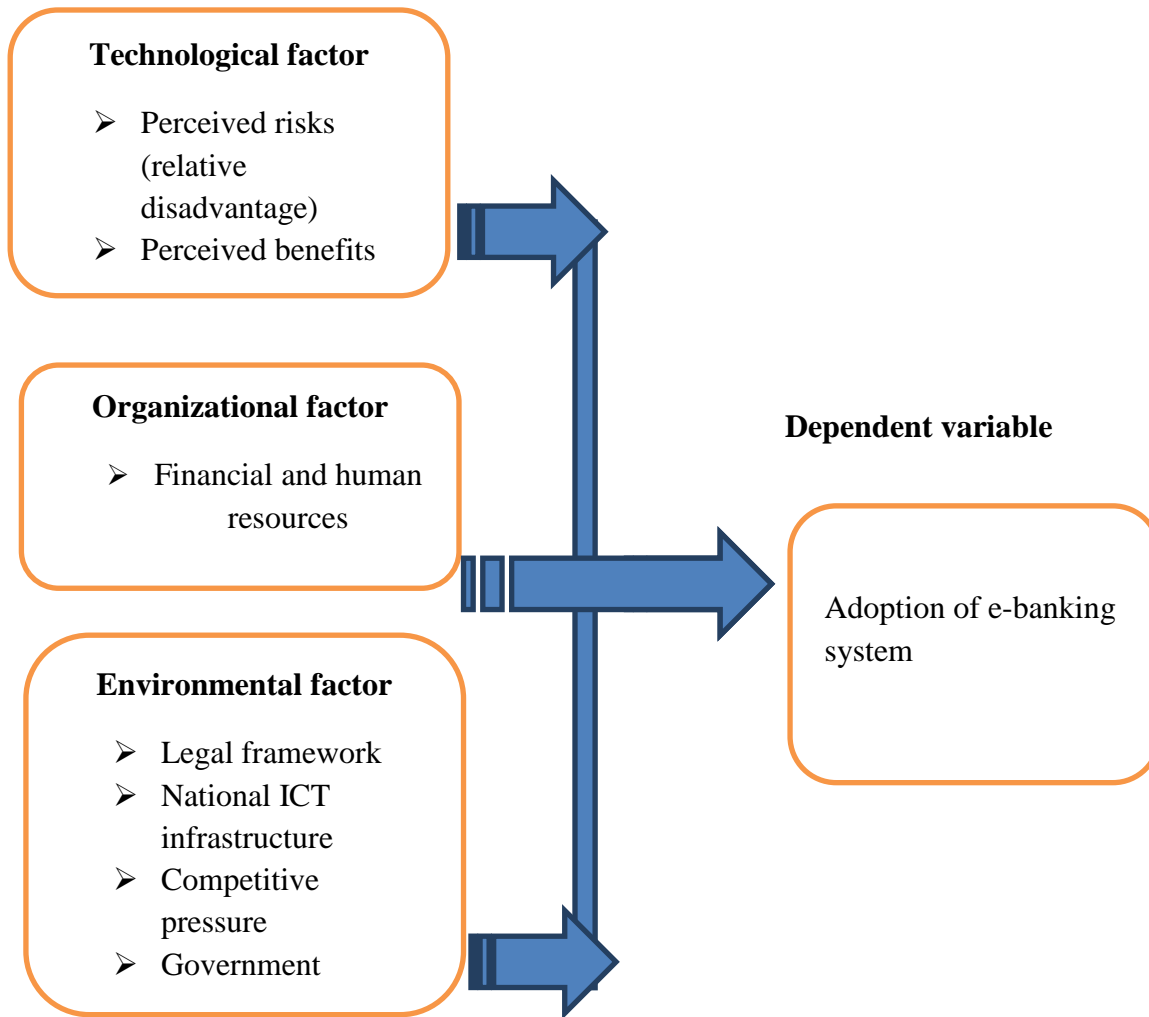 Technological factor
➢ Perceived risks
(relative
disadvantage)
➢ Perceived benefits
Organizational factor
➢ Financial and human
resources
Environmental factor
➢ Legal framework
➢ National ICT
infrastructure
➢ Competitive
pressure
➢ Government
Dependent variable
Adoption of e-banking
system